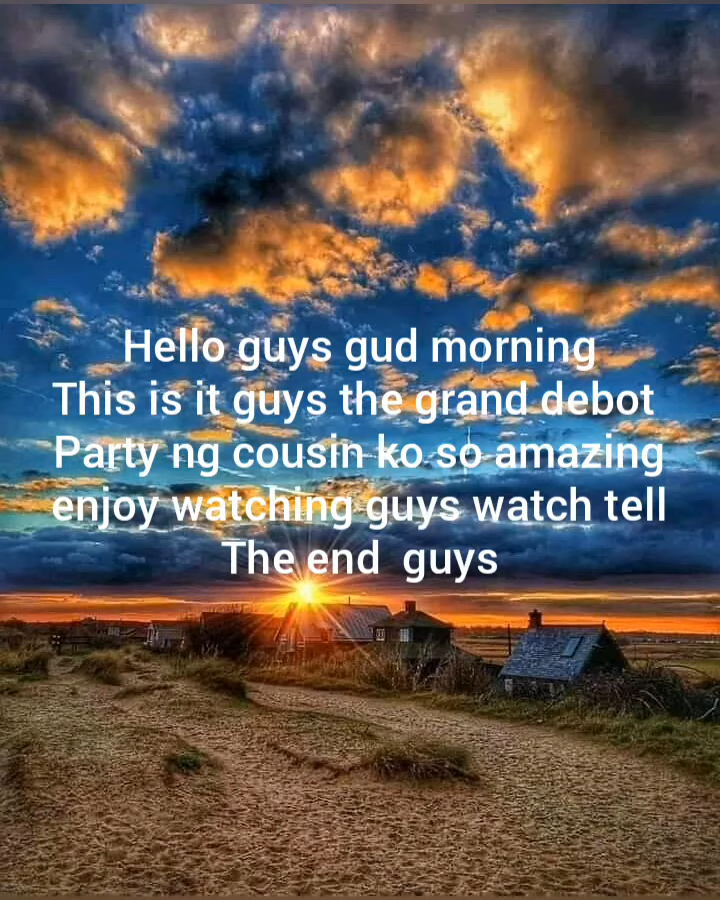 Hello guys gud morning
This is it guys the grand debot
Party ng cousin ko so amazing
enjoy watching guys watch tell
The end guys